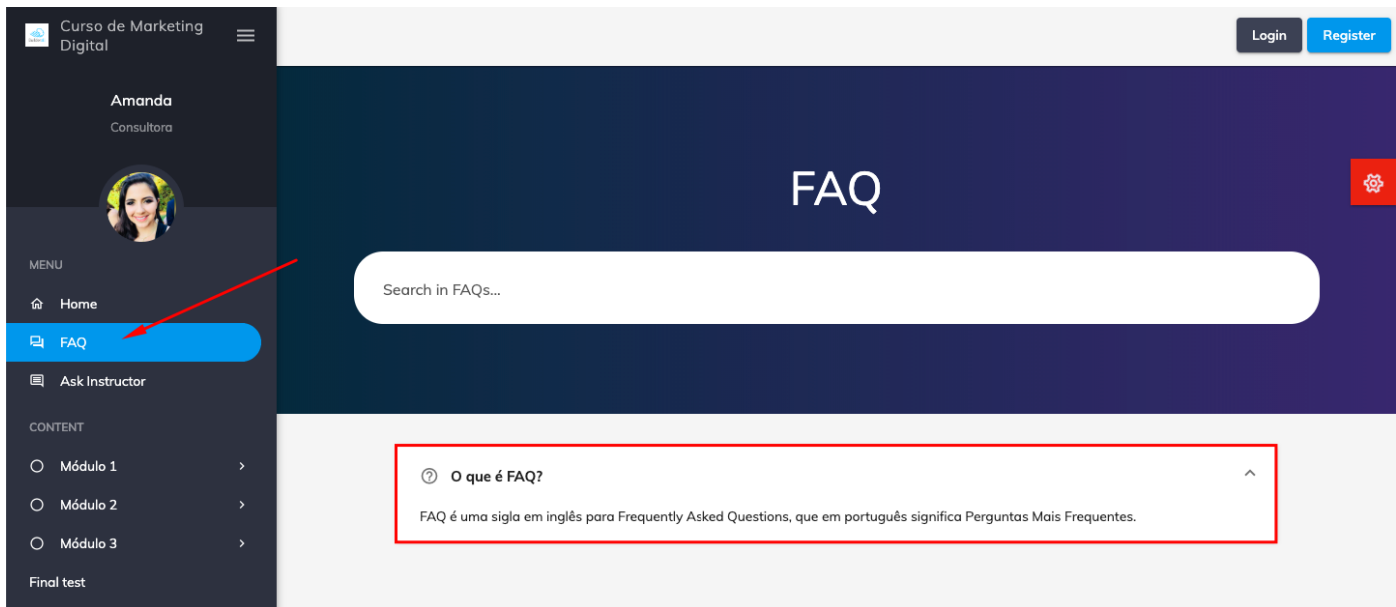 Curso de Marketing
Digital
Login
Register
Amanda
Consultora
MENU
Home
FAQ
Ask Instructor
CONTENT
Módulo 1
Módulo 2
Módulo 3
Final test
FAQ
Search in FAQs...
O que é FAQ?
FAQ é uma sigla em inglês para Frequently Asked Questions, que em português significa Perguntas Mais Frequentes.